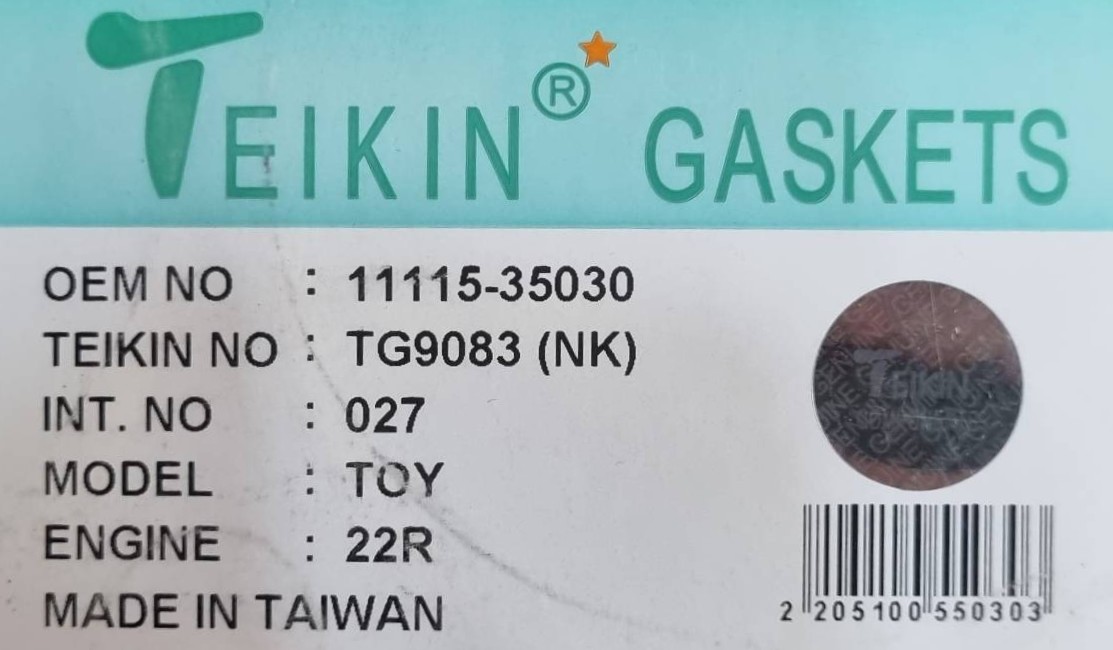 TEIKIN® GASKETS
OEM NO : 11115-35030
TEIKIN NO : TG9083 (NK)
INT. NO : 027
MODEL : TOY
ENGINE : 22R
MADE IN TAIWAN
TEIKIN
2 205100 550303